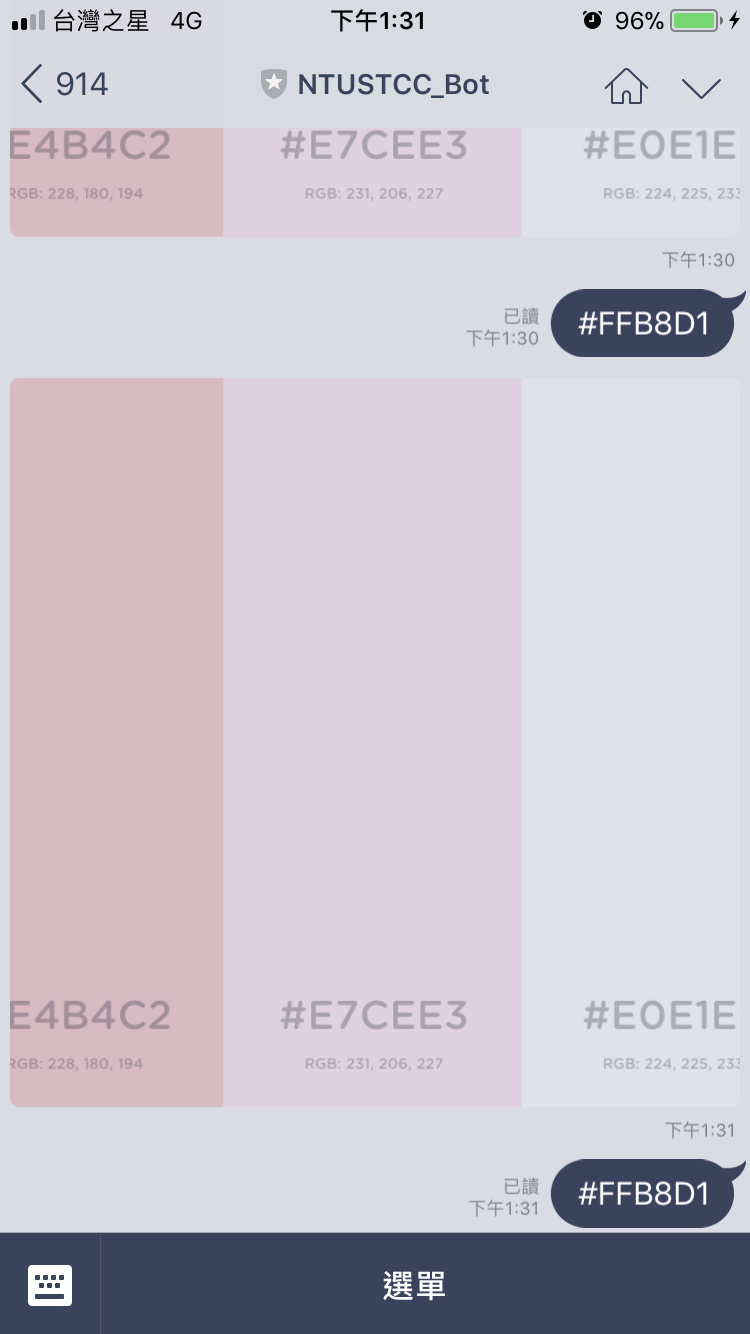 台灣之星 4G 下午1:31 96%
914 NTUSTCC_Bot
E4B4C2 #E7CEE3 #E0E1E
RGB: 228, 180, 194 RGB: 231, 206, 227 RGB: 224, 225, 233
下午1:30
已讀
下午1:30
#FFB8D1
E4B4C2 #E7CEE3 #E0E1E
RGB: 228, 180, 194 RGB: 231, 206, 227 RGB: 224, 225, 233
下午1:31
已讀
下午1:31
#FFB8D1
選單